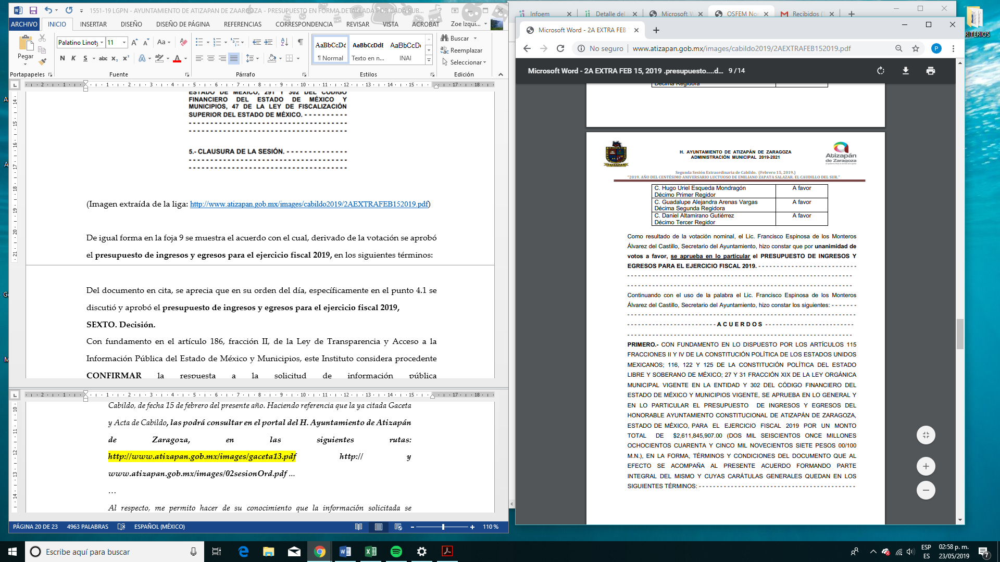 1551-19 LGPN - AYUNTAMIENTO DE ATIZAPAN DE ZAARGOZA - PRESUPUESTO EN FORMA DETALLADA POR CADA RUB...
ARCHIVO INICIO INSERTAR DISEÑO DISEÑO DE PÁGINA REFERENCIAS CORRESPONDENCIA REVISAR VISTA ACROBAT Zoe Izqui...
Pegar
Palatino Linoty 11
N K S abc
AaBbCcDd AaBbCcDdE AaBbCcDc
¶ Normal Texto en n... INAI
Buscar
Reemplazar
Seleccionar
Portapapeles Fuente Párrafo Estilos Edición
ESTADO DE MÉXICO, 291 Y 302 DEL CÓDIGO
FINANCIERO DEL ESTADO DE MÉXICO Y
MUNICIPIOS, 47 DE LA LEY DE FISCALIZACIÓN
SUPERIOR DEL ESTADO DE MÉXICO. - - - - - - - - - -
5.- CLAUSURA DE LA SESIÓN. - - - - - - - - - - - - - -
(Imagen extraída de la liga: http://www.atizapan.gob.mx/images/cabildo2019/2AEXTRAFEB152019.pdf)
De igual forma en la foja 9 se muestra el acuerdo con el cual, derivado de la votación se aprobó
el presupuesto de ingresos y egresos para el ejercicio fiscal 2019, en los siguientes términos:
Del documento en cita, se aprecia que en su orden del día, específicamente en el punto 4.1 se
discutió y aprobó el presupuesto de ingresos y egresos para el ejercicio fiscal 2019,
SEXTO. Decisión.
Con fundamento en el artículo 186, fracción II, de la Ley de Transparencia y Acceso a la
Información Pública del Estado de México y Municipios, este Instituto considera procedente
CONFIRMAR la respuesta a la solicitud de información pública
Cabildo, de fecha 15 de febrero del presente año. Haciendo referencia que la ya citada Gaceta
y Acta de Cabildo, las podrá consultar en el portal del H. Ayuntamiento de Atizapán
de Zaragoza, en las siguientes rutas:
http://www.atizapan.gob.mx/images/gaceta13.pdf http:// y
www.atizapan.gob.mx/images/02sesionOrd.pdf ...
...
Al respecto, me permito hacer de su conocimiento que la información solicitada se
PÁGINA 20 DE 23 4963 PALABRAS ESPAÑOL (MÉXICO) 110 %
Infoem Detalle del Microsoft W OSFEM Nor Recibidos
Microsoft Word - 2A EXTRA FEB
No seguro www.atizapan.gob.mx/images/cabildo2019/2AEXTRAFEB152019.pdf P
Microsoft Word - 2A EXTRA FEB 15, 2019 .presupuesto....d... 9 / 14
Décima Regidora
H. AYUNTAMIENTO DE ATIZAPÁN DE ZARAGOZA
ADMINISTRACIÓN MUNICIPAL 2019-2021
Atizapán
de Zaragoza
Segunda Sesión Extraordinaria de Cabildo. (Febrero 15, 2019.)
"2019. AÑO DEL CENTÉSIMO ANIVERSARIO LUCTUOSO DE EMILIANO ZAPATA SALAZAR. EL CAUDILLO DEL SUR."
C. Hugo Uriel Esqueda Mondragón A favor
Décimo Primer Regidor
C. Guadalupe Alejandra Arenas Vargas A favor
Décima Segunda Regidora
C. Daniel Altamirano Gutiérrez A favor
Décimo Tercer Regidor
Como resultado de la votación nominal, el Lic. Francisco Espinosa de los Monteros
Álvarez del Castillo, Secretario del Ayuntamiento, hizo constar que por unanimidad de
votos a favor, se aprueba en lo particular el PRESUPUESTO DE INGRESOS Y
EGRESOS PARA EL EJERCICIO FISCAL 2019. - - - - - - - - - - - - - - - - - - - - - - - - - - - -
Continuando con el uso de la palabra el Lic. Francisco Espinosa de los Monteros
Álvarez del Castillo, Secretario del Ayuntamiento, hizo constar los siguientes: - - - - - - -
- - - - - - - - - - - - - - - - - - - - - - - - - A C U E R D O S - - - - - - - - - - - - - - - - - - - - - - - - -
PRIMERO.- CON FUNDAMENTO EN LO DISPUESTO POR LOS ARTÍCULOS 115
FRACCIONES II Y IV DE LA CONSTITUCIÓN POLÍTICA DE LOS ESTADOS UNIDOS
MEXICANOS; 116, 122 Y 125 DE LA CONSTITUCIÓN POLÍTICA DEL ESTADO
LIBRE Y SOBERANO DE MÉXICO; 27 Y 31 FRACCIÓN XIX DE LA LEY ORGÁNICA
MUNICIPAL VIGENTE EN LA ENTIDAD Y 302 DEL CÓDIGO FINANCIERO DEL
ESTADO DE MÉXICO Y MUNICIPIOS VIGENTE, SE APRUEBA EN LO GENERAL Y
EN LO PARTICULAR EL PRESUPUESTO DE INGRESOS Y EGRESOS DEL
HONORABLE AYUNTAMIENTO CONSTITUCIONAL DE ATIZAPÁN DE ZARAGOZA,
ESTADO DE MÉXICO, PARA EL EJERCICIO FISCAL 2019 POR UN MONTO
TOTAL DE $2,611,845,907.00 (DOS MIL SEISCIENTOS ONCE MILLONES
OCHOCIENTOS CUARENTA Y CINCO MIL NOVECIENTOS SIETE PESOS 00/100
M.N.), EN LA FORMA, TÉRMINOS Y CONDICIONES DEL DOCUMENTO QUE AL
EFECTO SE ACOMPAÑA AL PRESENTE ACUERDO FORMANDO PARTE
INTEGRAL DEL MISMO Y CUYAS CARÁTULAS GENERALES QUEDAN EN LOS
SIGUIENTES TÉRMINOS: - - - - - - - - - - - - - - - - - - - - - - - - - - - - - - - - - - - - - - - - - - -
Escribe aquí para buscar
ESP 02:58 p. m.
ES 23/05/2019 7